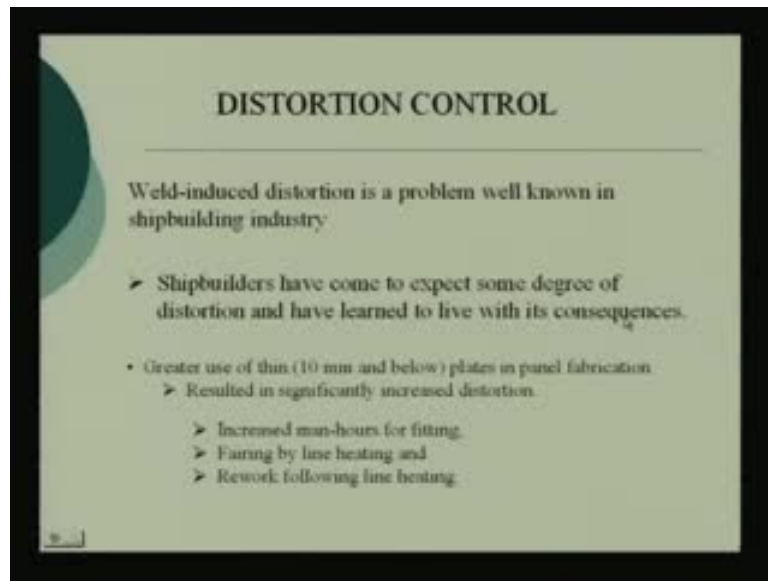 DISTORTION CONTROL
Weld-induced distortion is a problem well known in
shipbuilding industry
➤ Shipbuilders have come to expect some degree of
distortion and have learned to live with its consequences.
• Greater use of thin (10 mm and below) plates in panel fabrication
➤ Resulted in significantly increased distortion.
➤ Increased man-hours for fitting,
➤ Fairing by line heating and
➤ Rework following line heating